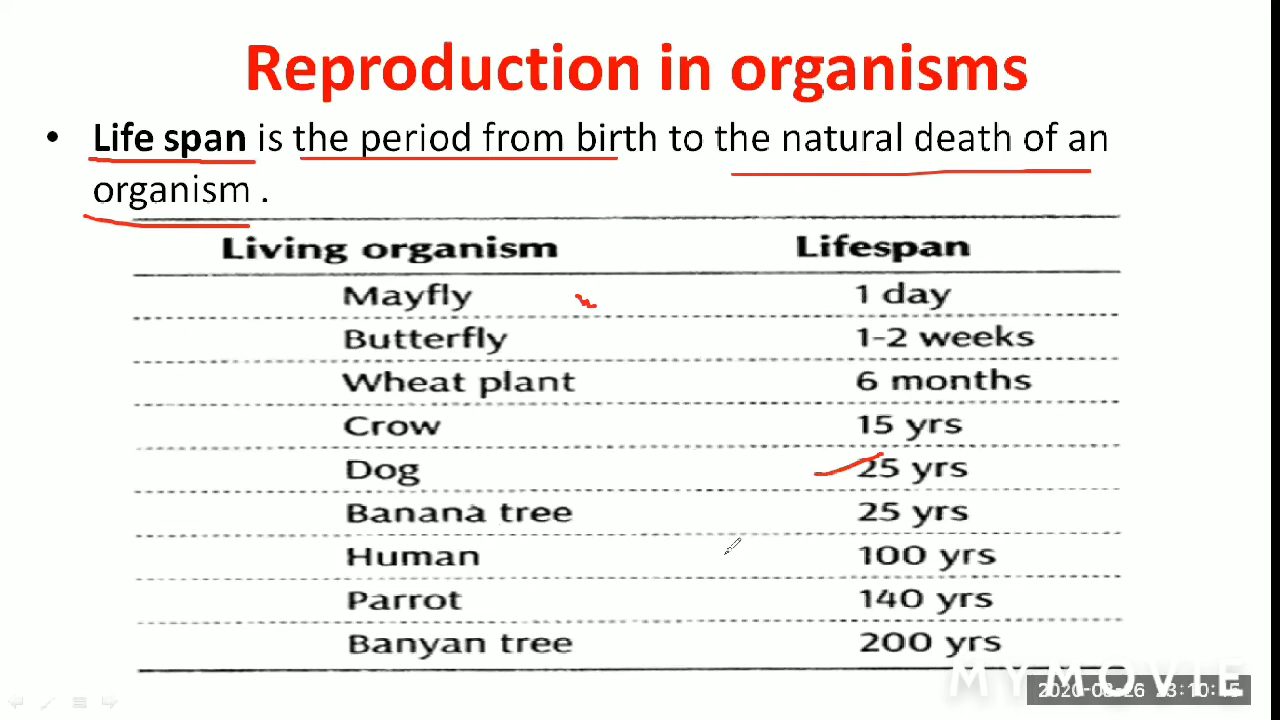 Reproduction in organisms
• Life span is the period from birth to the natural death of an
organism .
Living organism Lifespan
Mayfly 1 day
Butterfly 1-2 weeks
Wheat plant 6 months
Crow 15 yrs
Dog 25 yrs
Banana tree 25 yrs
Human 100 yrs
Parrot 140 yrs
Banyan tree 200 yrs
MYMOVIE